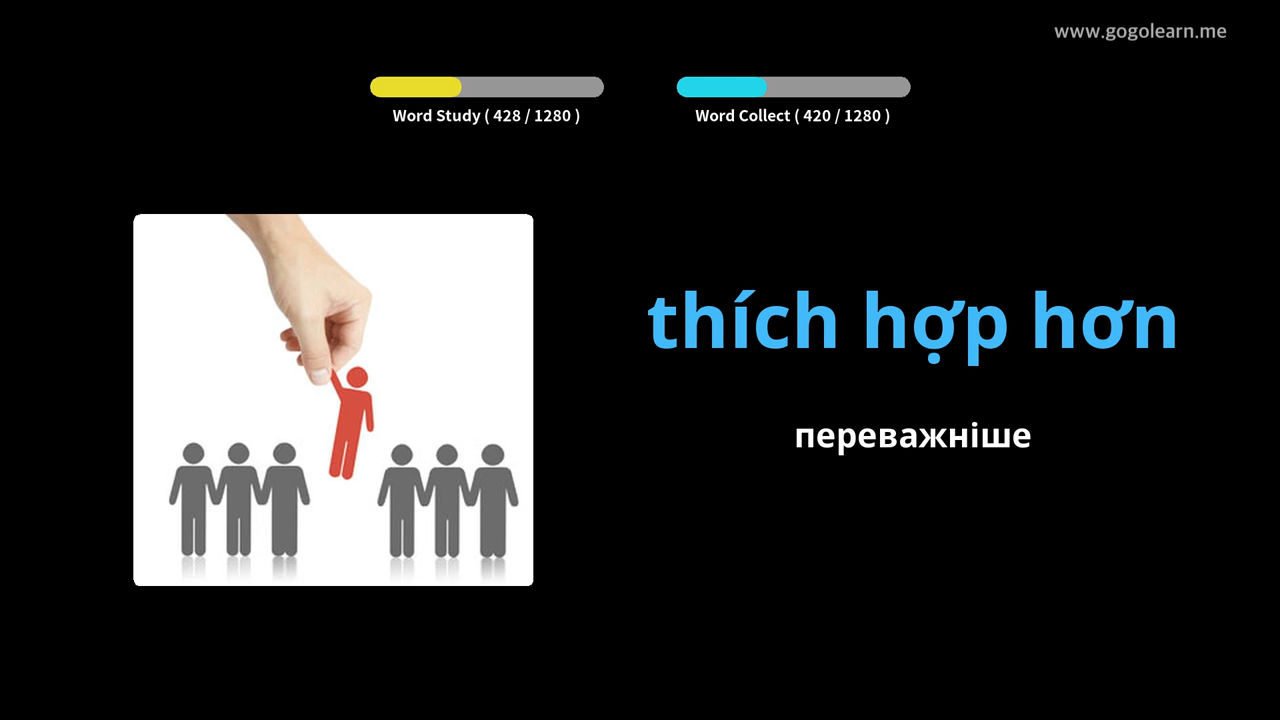 www.gogolearn.me
Word Study ( 428 / 1280 )
Word Collect ( 420 / 1280 )
thích hợp hơn
переважніше